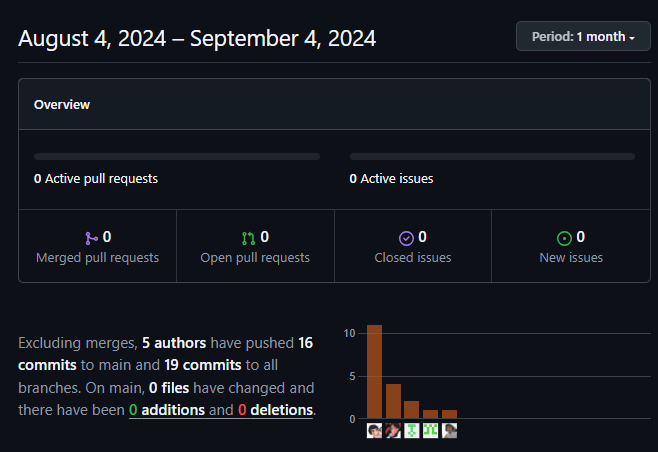 August 4, 2024 – September 4, 2024
Period: 1 month
Overview
0 Active pull requests
0 Active issues
0
Merged pull requests
0
Open pull requests
0
Closed issues
0
New issues
Excluding merges, 5 authors have pushed 16
commits to main and 19 commits to all
branches. On main, 0 files have changed and
there have been 0 additions and 0 deletions.
10
5
0